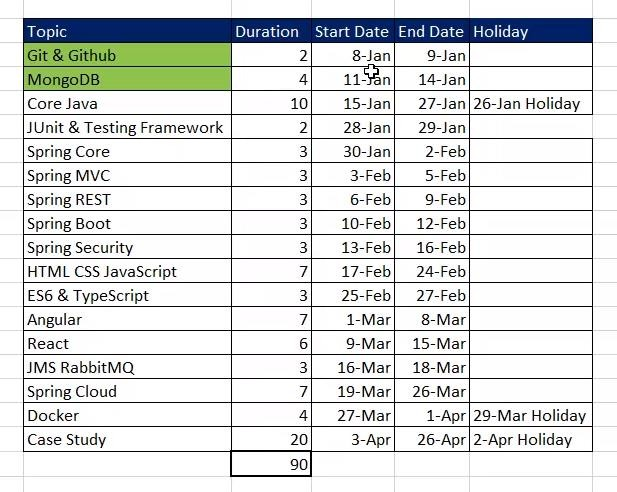 Topic Duration Start Date End Date Holiday
Git & Github 2 8-Jan 9-Jan
MongoDB 4 11-Jan 14-Jan
Core Java 10 15-Jan 27-Jan 26-Jan Holiday
JUnit & Testing Framework 2 28-Jan 29-Jan
Spring Core 3 30-Jan 2-Feb
Spring MVC 3 3-Feb 5-Feb
Spring REST 3 6-Feb 9-Feb
Spring Boot 3 10-Feb 12-Feb
Spring Security 3 13-Feb 16-Feb
HTML CSS JavaScript 7 17-Feb 24-Feb
ES6 & TypeScript 3 25-Feb 27-Feb
Angular 7 1-Mar 8-Mar
React 6 9-Mar 15-Mar
JMS RabbitMQ 3 16-Mar 18-Mar
Spring Cloud 7 19-Mar 26-Mar
Docker 4 27-Mar 1-Apr 29-Mar Holiday
Case Study 20 3-Apr 26-Apr 2-Apr Holiday
90